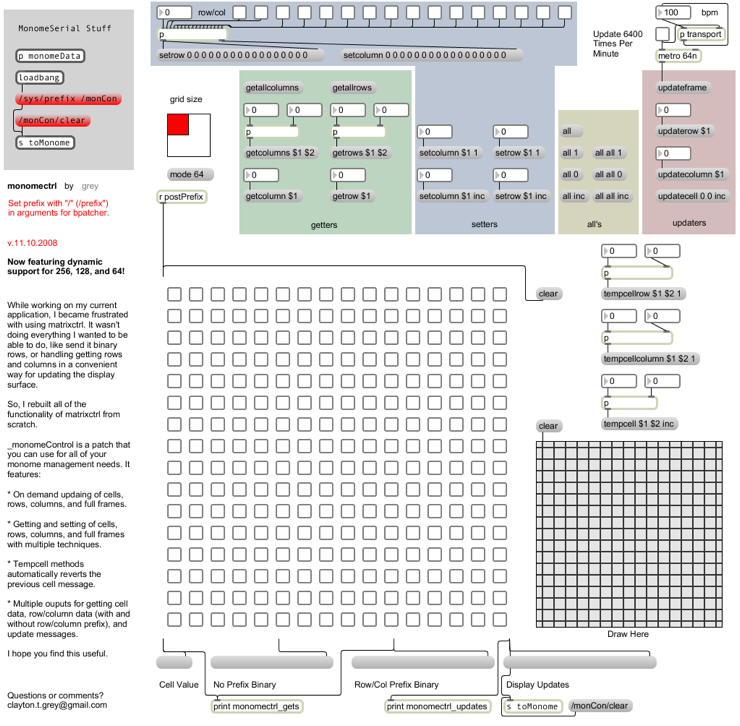 MonomeSerial Stuff
p monomeData
loadbang
/sys/prefix /monCon
/monCon/clear
s toMonome
monomectrl by grey
Set prefix with "/" (/prefix")
in arguments for bpatcher.
v.11.10.2008
Now featuring dynamic
support for 256, 128, and 64!
While working on my current
application, I became frustrated
with using matrixctrl. It wasn't
doing everything I wanted to be
able to do, like send it binary
rows, or handling getting rows
and columns in a convenient
way for updating the display
surface.
So, I rebuilt all of the
functionality of matrixctrl from
scratch.
_monomeControl is a patch that
you can use for all of your
monome management needs. It
features:
* On demand updaing of cells,
rows, columns, and full frames.
* Getting and setting of cells,
rows, columns, and full frames
with multiple techniques.
* Tempcell methods
automatically reverts the
previous cell message.
* Multiple ouputs for getting cell
data, row/column data (with and
without row/column prefix), and
update messages.
I hope you find this useful.
Questions or comments?
clayton.t.grey@gmail.com
0 row/col
p
setrow 0 0 0 0 0 0 0 0 0 0 0 0 0 0 0 0
setcolumn 0 0 0 0 0 0 0 0 0 0 0 0 0 0 0 0
Update 6400
Times Per
Minute
100 bpm
p transport
metro 64n
grid size
mode 64
r postPrefix
getallcolumns
getallrows
0 0 0 0
p p
getcolumns $1 $2
getrows $1 $2
0 0
getcolumn $1
getrow $1
getters
0 0
setcolumn $1 1
setrow $1 1
0 0
setcolumn $1 inc
setrow $1 inc
setters
all
all 1 all all 1
all 0 all all 0
all inc all all inc
all's
updateframe
0
updaterow $1
0
updatecolumn $1
updatecell 0 0 inc
updaters
clear
0 0
p
tempcellrow $1 $2 1
0 0
p
tempcellcolumn $1 $2 1
0 0
p
tempcell $1 $2 inc
clear
Draw Here
Cell Value
No Prefix Binary
Row/Col Prefix Binary
Display Updates
print monomectrl_gets
print monomectrl_updates
s toMonome
/monCon/clear